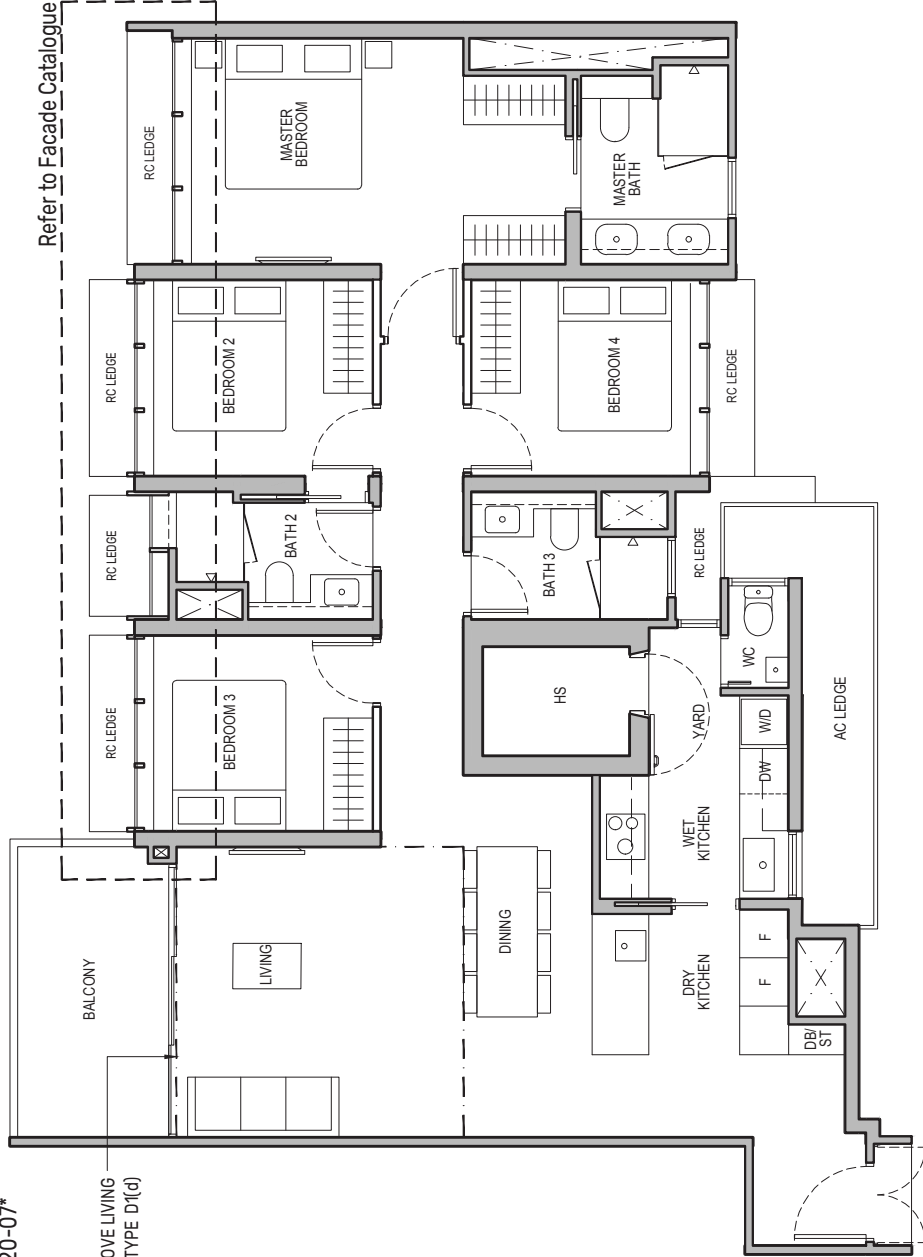 Refer to Facade Catalogue
RC LEDGE
MASTER
BEDROOM
MASTER
BATH
RC LEDGE
BEDROOM 2
BEDROOM 4
RC LEDGE
RC LEDGE
BATH 2
BATH 3
RC LEDGE
RC LEDGE
BEDROOM 3
HS
YARD
WC
W/D
DW
AC LEDGE
WET
KITCHEN
BALCONY
LIVING
DINING
DRY
KITCHEN
F
F
DB/
ST
20-07*
OVE LIVING
TYPE D1(d)